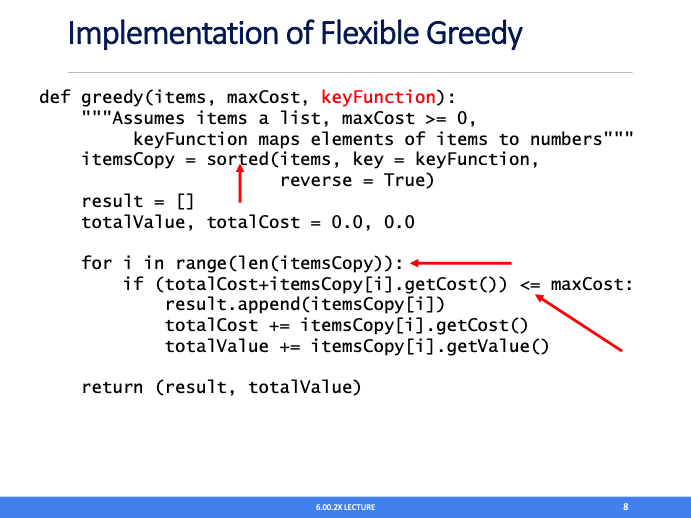 Implementation of Flexible Greedy
def greedy(items, maxCost, keyFunction):
    """Assumes items a list, maxCost >= 0,
         keyFunction maps elements of items to numbers"""
    itemsCopy = sorted(items, key = keyFunction,
                       reverse = True)
    result = []
    totalValue, totalCost = 0.0, 0.0
    for i in range(len(itemsCopy)):
        if (totalCost+itemsCopy[i].getCost()) <= maxCost:
            result.append(itemsCopy[i])
            totalCost += itemsCopy[i].getCost()
            totalValue += itemsCopy[i].getValue()
    return (result, totalValue)
6.00.2X LECTURE
8